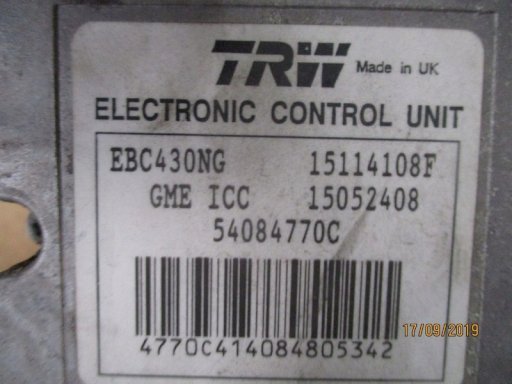 TRW Made in UK
ELECTRONIC CONTROL UNIT
EBC430NG 15114108F
GME ICC 15052408
54084770C
4770C414084805342
17/09/2019